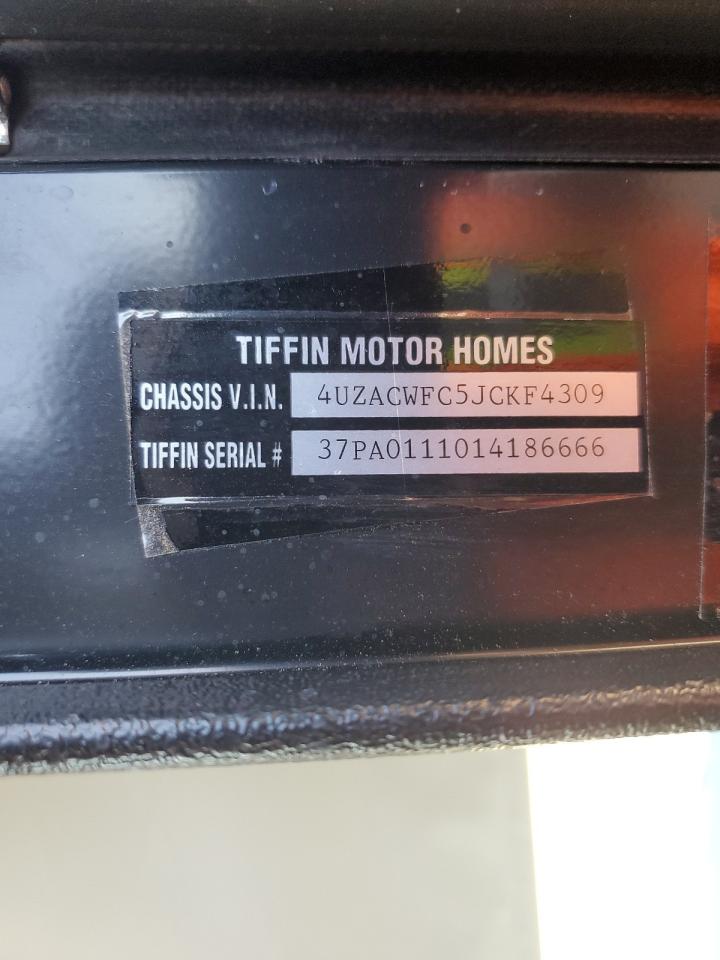 TIFFIN MOTOR HOMES
CHASSIS V.I.N. 4UZACWFC5JCKF4309
TIFFIN SERIAL # 37PA0111014186666